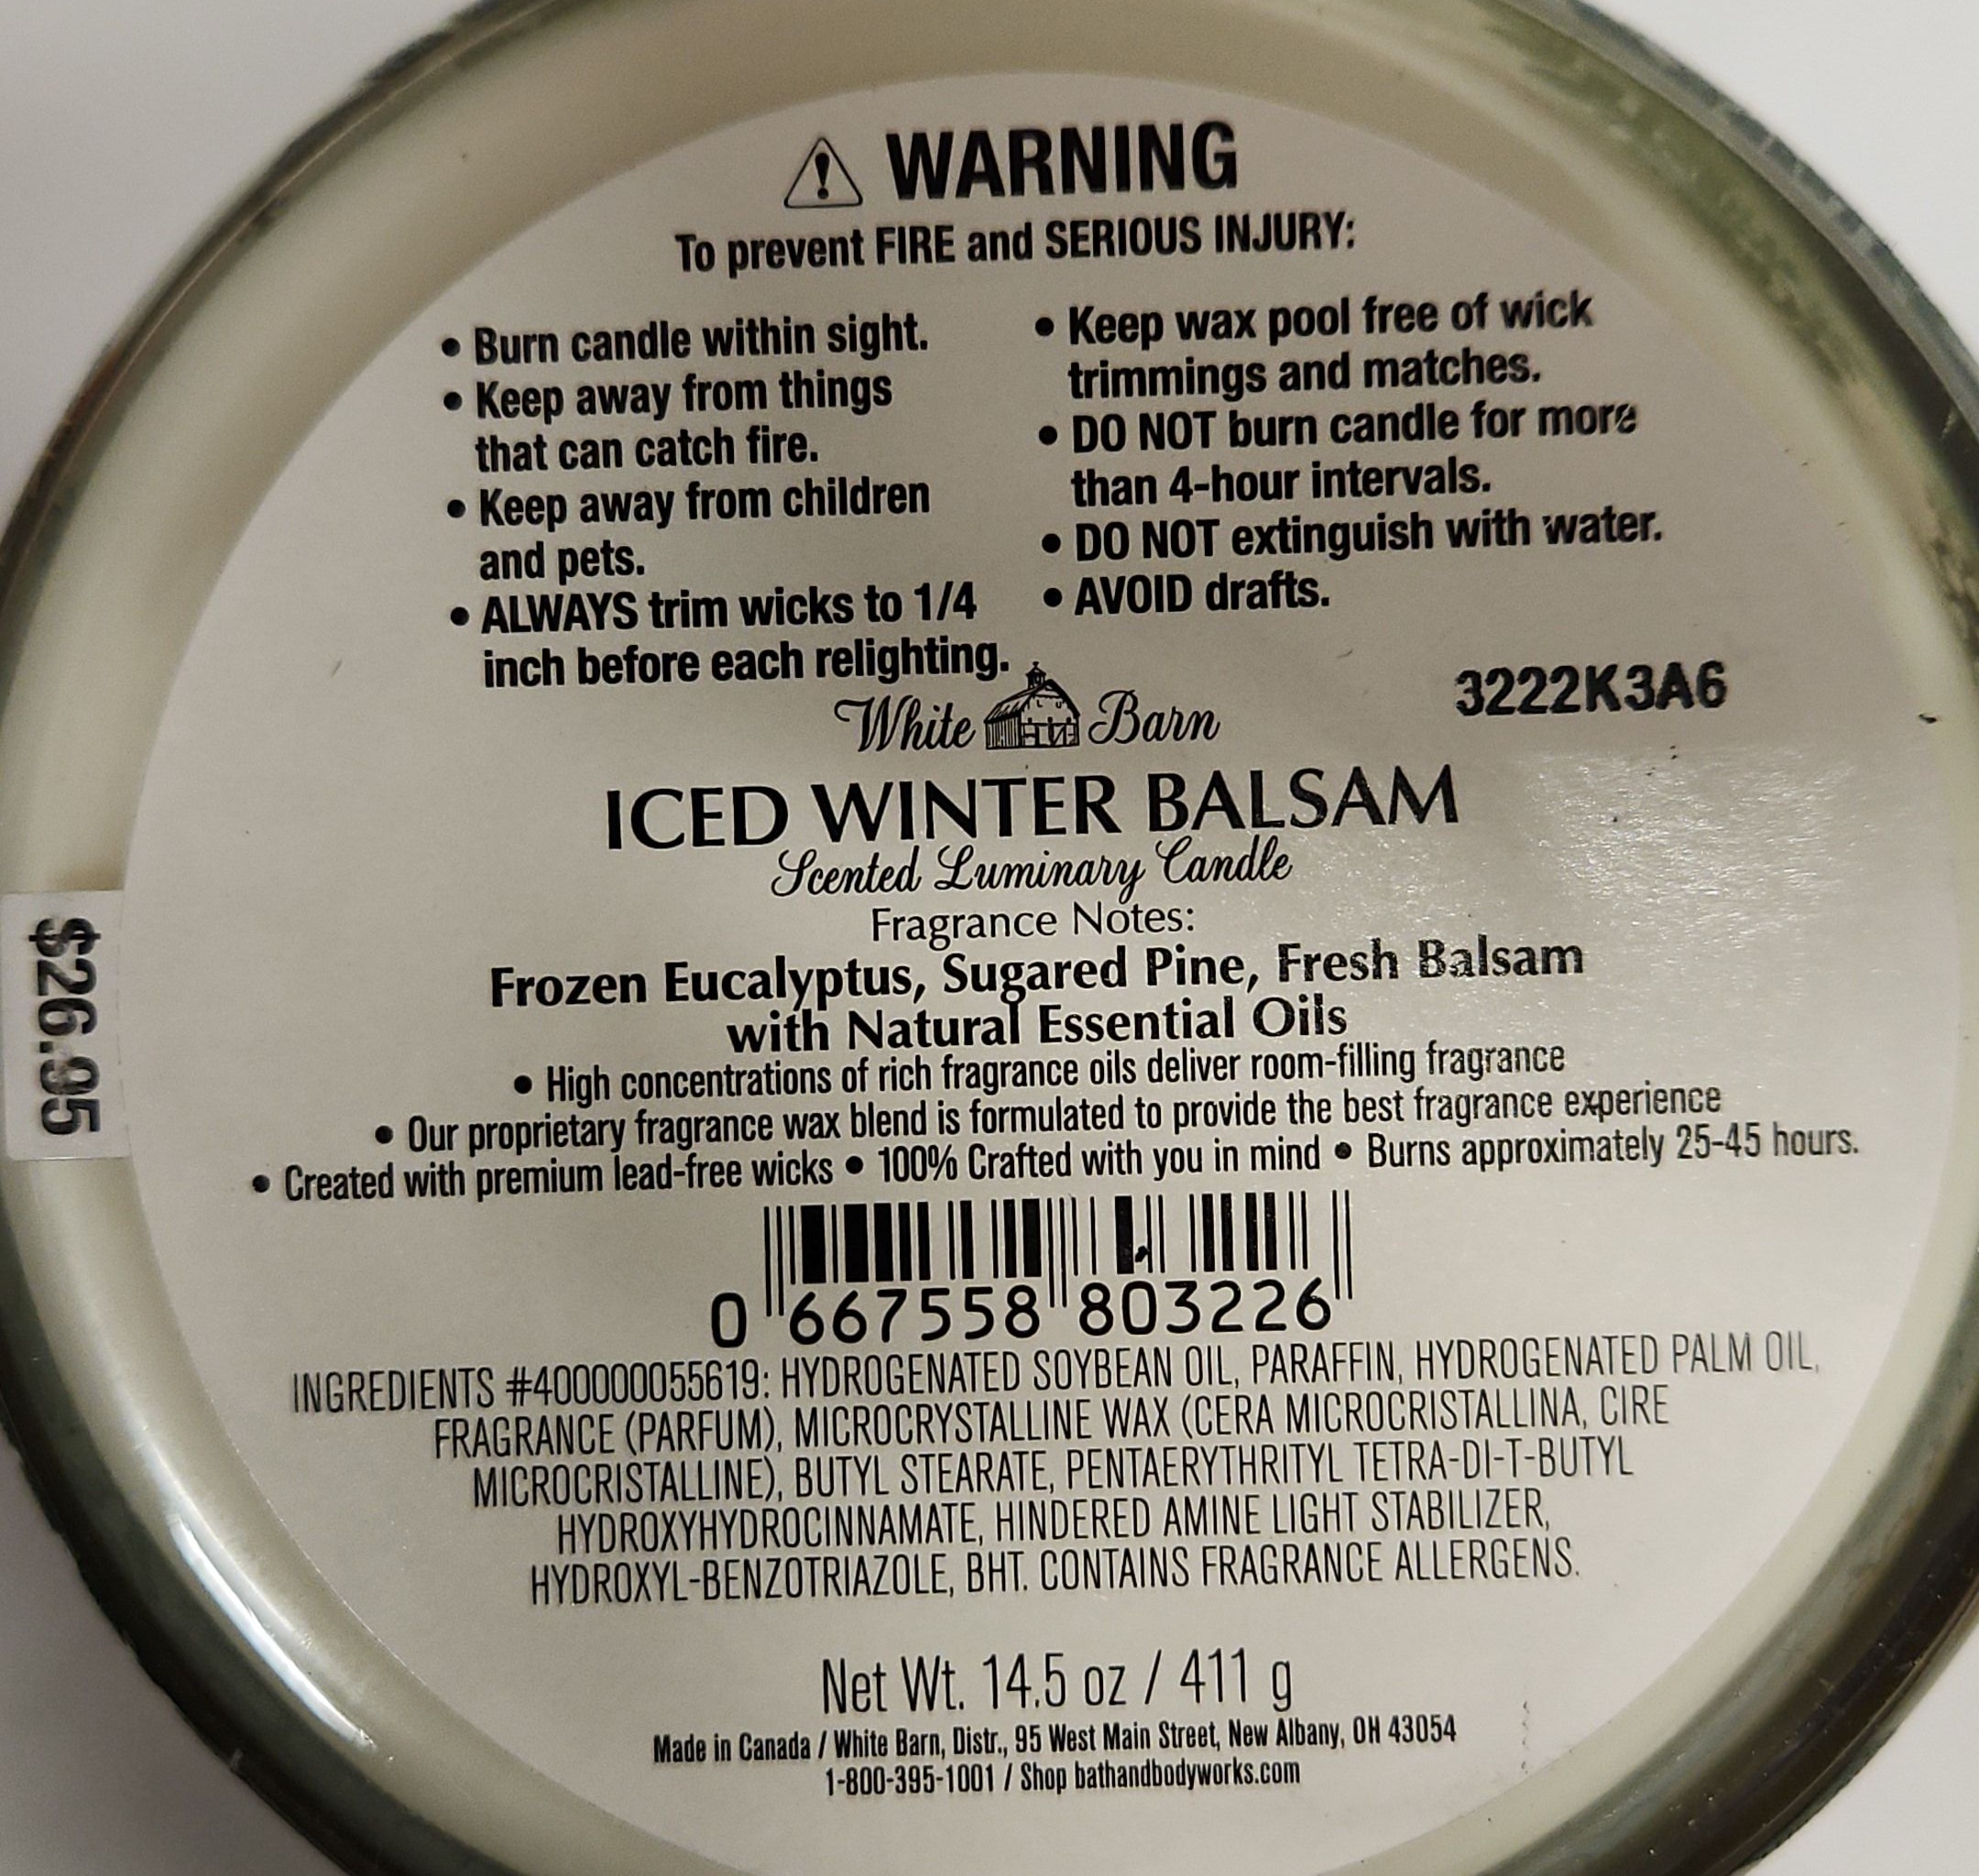 WARNING
To prevent FIRE and SERIOUS INJURY:
• Burn candle within sight.
• Keep away from things
that can catch fire.
• Keep away from children
and pets.
• ALWAYS trim wicks to 1/4
inch before each relighting.
• Keep wax pool free of wick
trimmings and matches.
• DO NOT burn candle for more
than 4-hour intervals.
• DO NOT extinguish with water.
• AVOID drafts.
3222K3A6
White Barn
ICED WINTER BALSAM
Scented Luminary Candle
Fragrance Notes:
Frozen Eucalyptus, Sugared Pine, Fresh Balsam
with Natural Essential Oils
• High concentrations of rich fragrance oils deliver room-filling fragrance
• Our proprietary fragrance wax blend is formulated to provide the best fragrance experience
• Created with premium lead-free wicks • 100% Crafted with you in mind • Burns approximately 25-45 hours.
$26.95
0 667558 803226
INGREDIENTS #400000055619: HYDROGENATED SOYBEAN OIL, PARAFFIN, HYDROGENATED PALM OIL,
FRAGRANCE (PARFUM), MICROCRYSTALLINE WAX (CERA MICROCRISTALLINA, CIRE
MICROCRISTALLINE), BUTYL STEARATE, PENTAERYTHRITYL TETRA-DI-T-BUTYL
HYDROXYHYDROCINNAMATE, HINDERED AMINE LIGHT STABILIZER,
HYDROXYL-BENZOTRIAZOLE, BHT. CONTAINS FRAGRANCE ALLERGENS.
Net Wt. 14.5 oz / 411 g
Made in Canada / White Barn, Distr., 95 West Main Street, New Albany, OH 43054
1-800-395-1001 / Shop bathandbodyworks.com